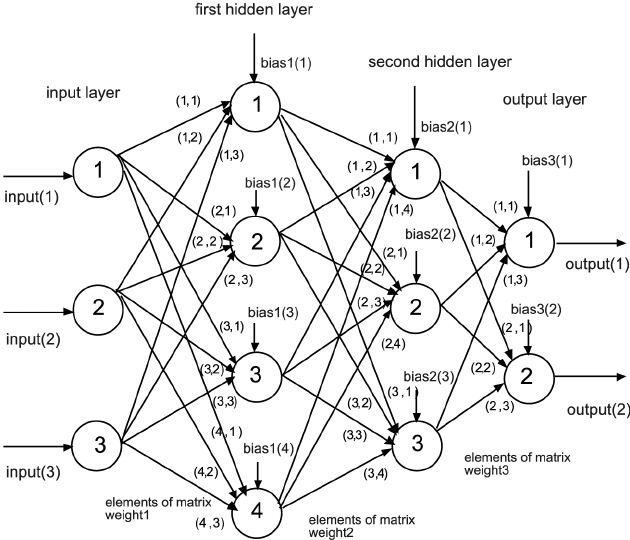 first hidden layer
bias1(1)
second hidden layer
input layer
output layer
(1,1)
1
(1,2)
bias2(1)
(1,3)
(1,1)
1
bias3(1)
(1,2)
1
input(1)
bias1(2)
(1,3)
(1,4)
(1,1)
(2,1)
2
bias2(2)
(1,2)
1
(2,2)
(2,1)
output(1)
(2,2)
(1,3)
(2,3)
2
bias1(3)
(2,3)
2
bias3(2)
input(2)
(3,1)
(2,1)
(2,4)
(3,2)
3
bias2(3)
(2,2)
2
(3,3)
(3,1)
(3,2)
(2,3)
output(2)
(4,1)
(3,3)
3
3
bias1(4)
input(3)
(4,2)
(3,4)
elements of matrix
weight3
elements of matrix
weight1
4
(4,3)
elements of matrix
weight2